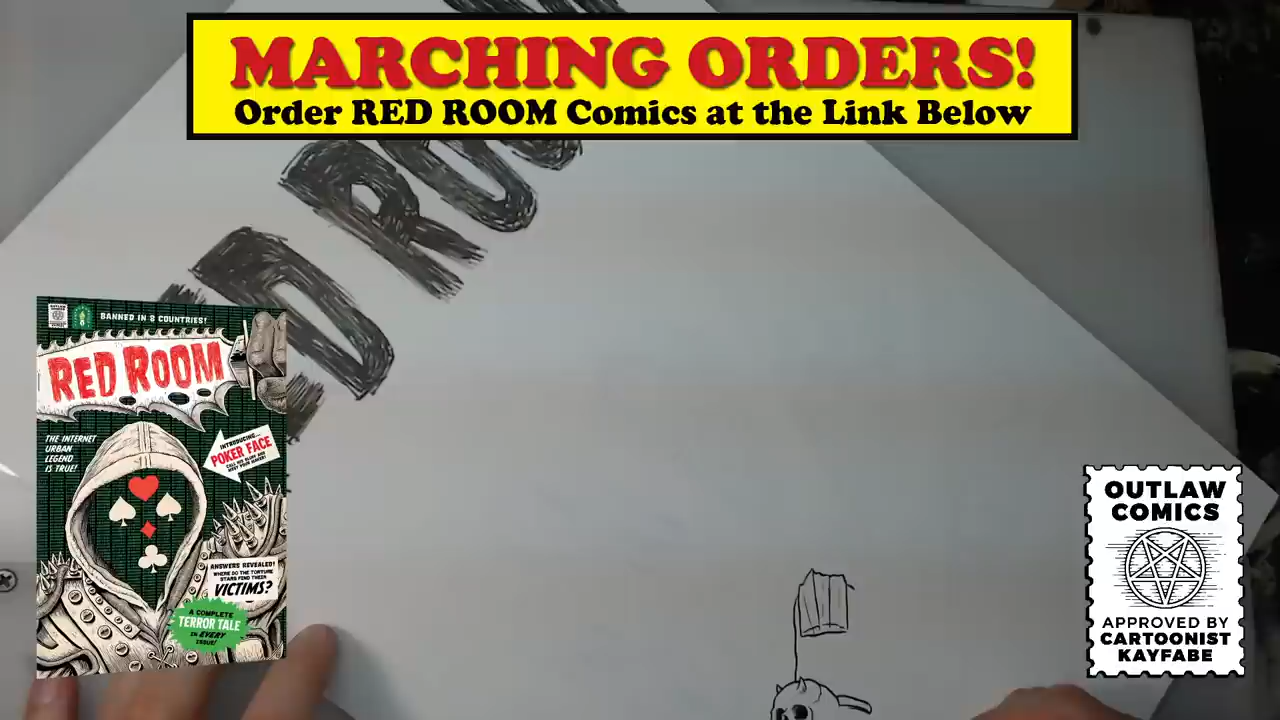 MARCHING ORDERS!
Order RED ROOM Comics at the Link Below
ED ROO
BANNED IN 8 COUNTRIES!
RED ROOM
THE INTERNET
URBAN
LEGEND
IS TRUE!
INTRODUCING...
POKER FACE
ANSWERS REVEALED!
WHERE DO THE TORTURE
STARS FIND THEIR
VICTIMS?
A COMPLETE
TERROR TALE
IN EVERY
ISSUE!
OUTLAW
COMICS
APPROVED BY
CARTOONIST
KAYFABE